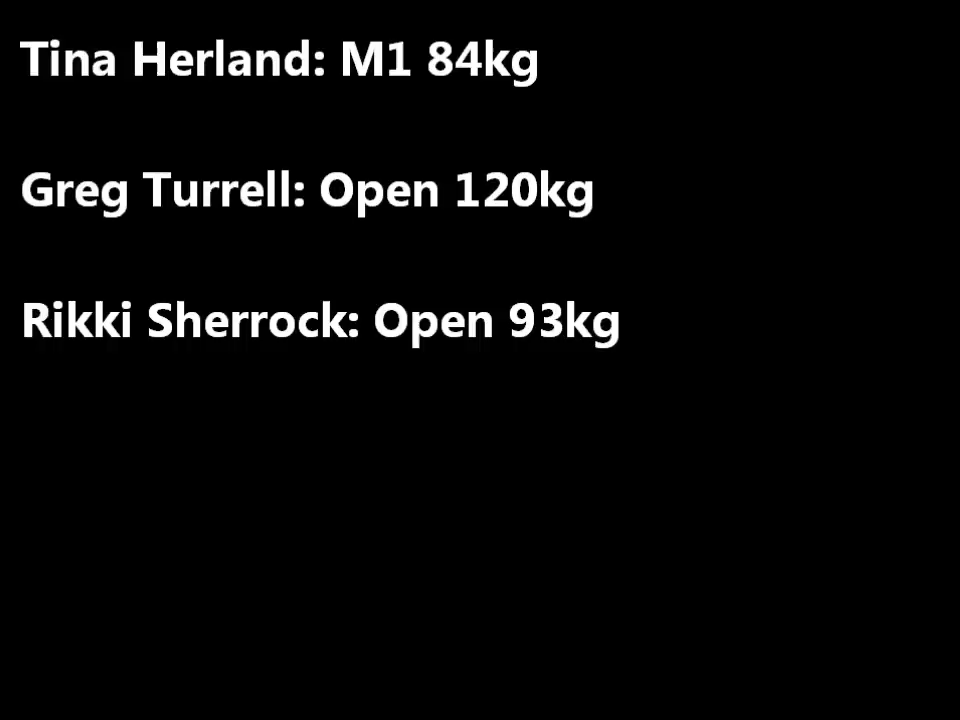 Tina Herland: M1 84kg
Greg Turrell: Open 120kg
Rikki Sherrock: Open 93kg